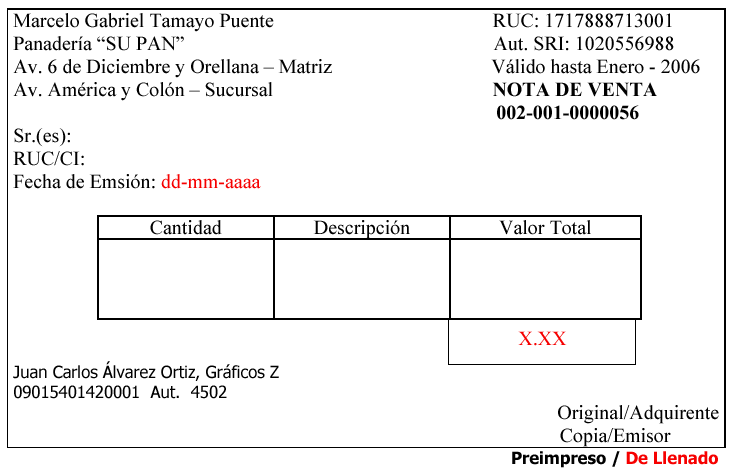 Marcelo Gabriel Tamayo Puente
Panadería “SU PAN”
Av. 6 de Diciembre y Orellana – Matriz
Av. América y Colón – Sucursal
RUC: 1717888713001
Aut. SRI: 1020556988
Válido hasta Enero - 2006
NOTA DE VENTA
002-001-0000056
Sr.(es):
RUC/CI:
Fecha de Emsión: dd-mm-aaaa
Cantidad Descripción Valor Total
X.XX
Juan Carlos Álvarez Ortiz, Gráficos Z
09015401420001 Aut. 4502
Original/Adquirente
Copia/Emisor
Preimpreso / De Llenado